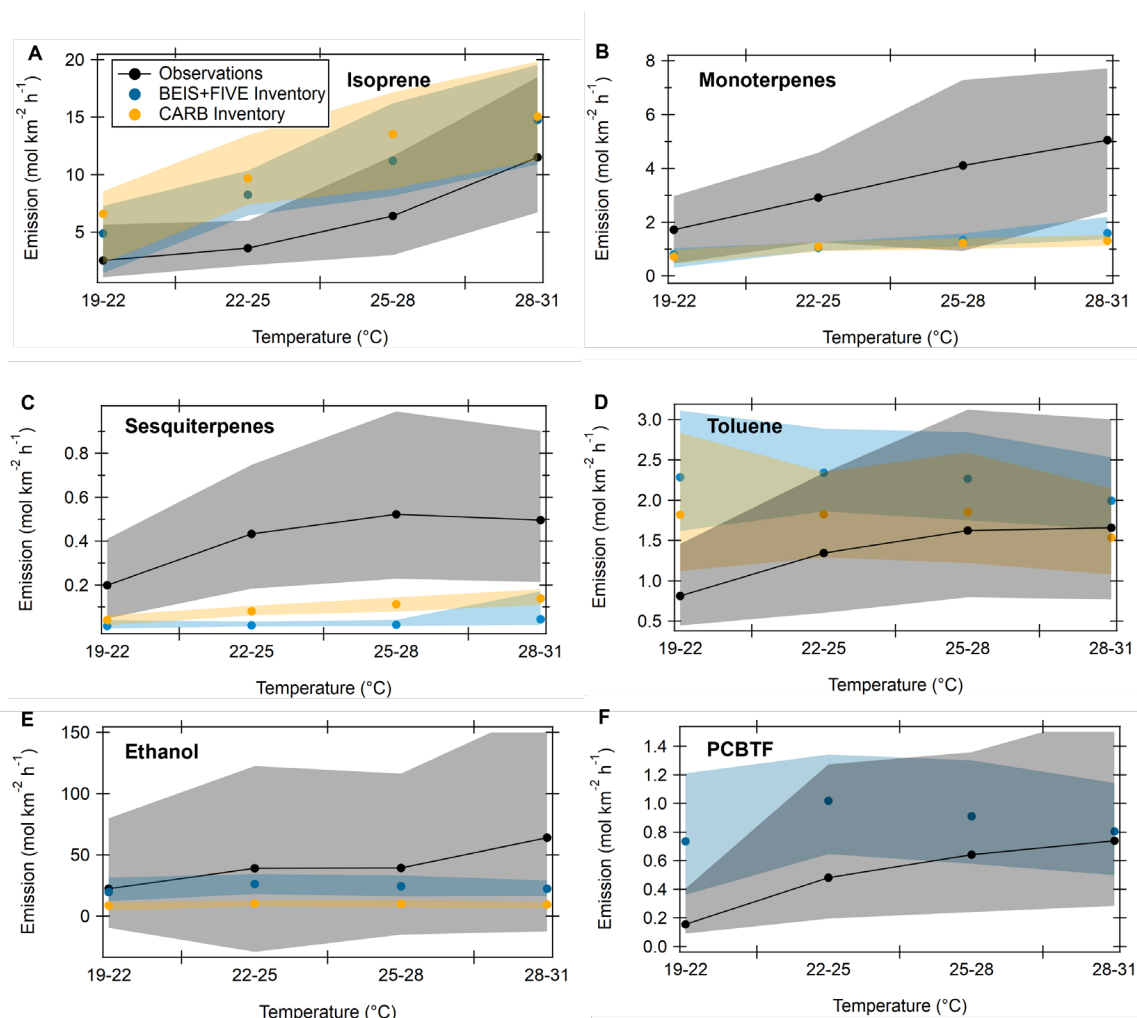 A
Isoprene
Observations
BEIS+FIVE Inventory
CARB Inventory
Emission (mol km⁻² h⁻¹)
20
15
10
5
19-22 22-25 25-28 28-31
Temperature (°C)
B
Monoterpenes
Emission (mol km⁻² h⁻¹)
8
6
4
2
0
19-22 22-25 25-28 28-31
Temperature (°C)
C
Sesquiterpenes
Emission (mol km⁻² h⁻¹)
0.8
0.6
0.4
0.2
19-22 22-25 25-28 28-31
Temperature (°C)
D
Toluene
Emission (mol km⁻² h⁻¹)
3.0
2.5
2.0
1.5
1.0
0.5
19-22 22-25 25-28 28-31
Temperature (°C)
E
Ethanol
Emission (mol km⁻² h⁻¹)
150
100
50
0
19-22 22-25 25-28 28-31
Temperature (°C)
F
PCBTF
Emission (mol km⁻² h⁻¹)
1.4
1.2
1.0
0.8
0.6
0.4
0.2
0.0
19-22 22-25 25-28 28-31
Temperature (°C)